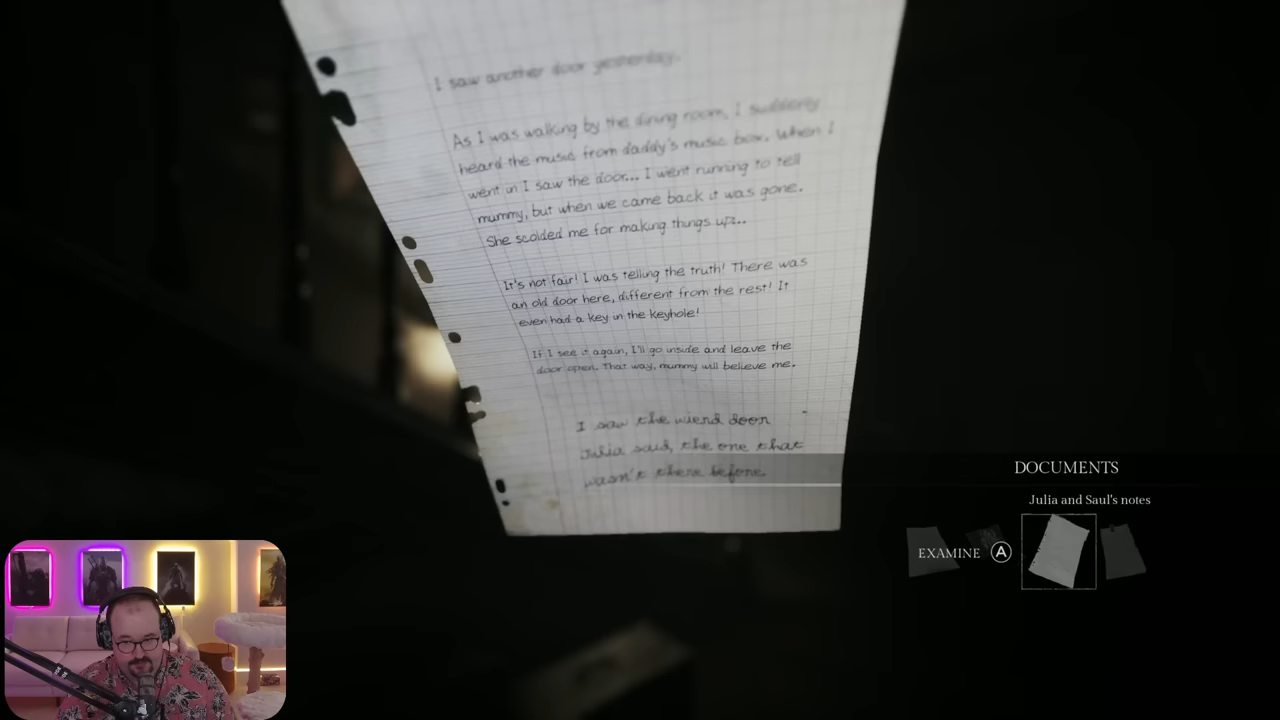 I saw another door yesterday.
As I was walking by the dining room, I suddenly
heard the music from daddy's music box. When I
went in I saw the door... I went running to tell
mummy, but when we came back it was gone.
She scolded me for making things up...
It's not fair! I was telling the truth! There was
an old door here, different from the rest! It
even had a key in the keyhole!
If I see it again, I'll go inside and leave the
door open. That way, mummy will believe me.
I saw the wierd door
Julia said, the one that
wasn't there before.
DOCUMENTS
Julia and Saul's notes
EXAMINE A